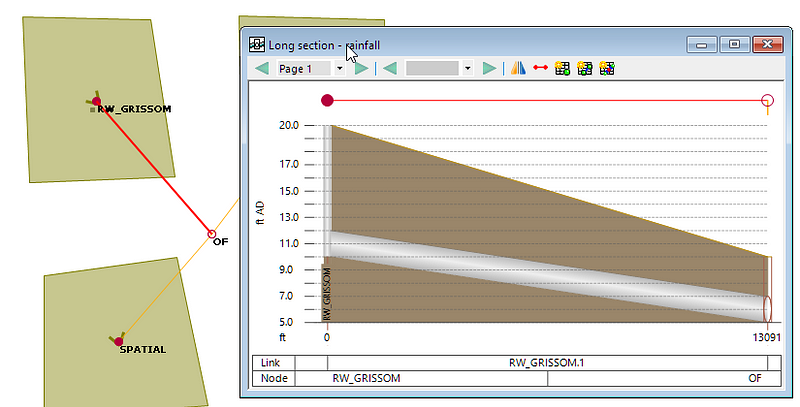 Long section - rainfall
Page 1
RW_GRISSOM
OF
SPATIAL
20.0
17.0
15.0
13.0
11.0
9.0
7.0
5.0
ft AD
RW_GRISSOM
ft
0
13091
Link
RW_GRISSOM.1
Node
RW_GRISSOM
OF